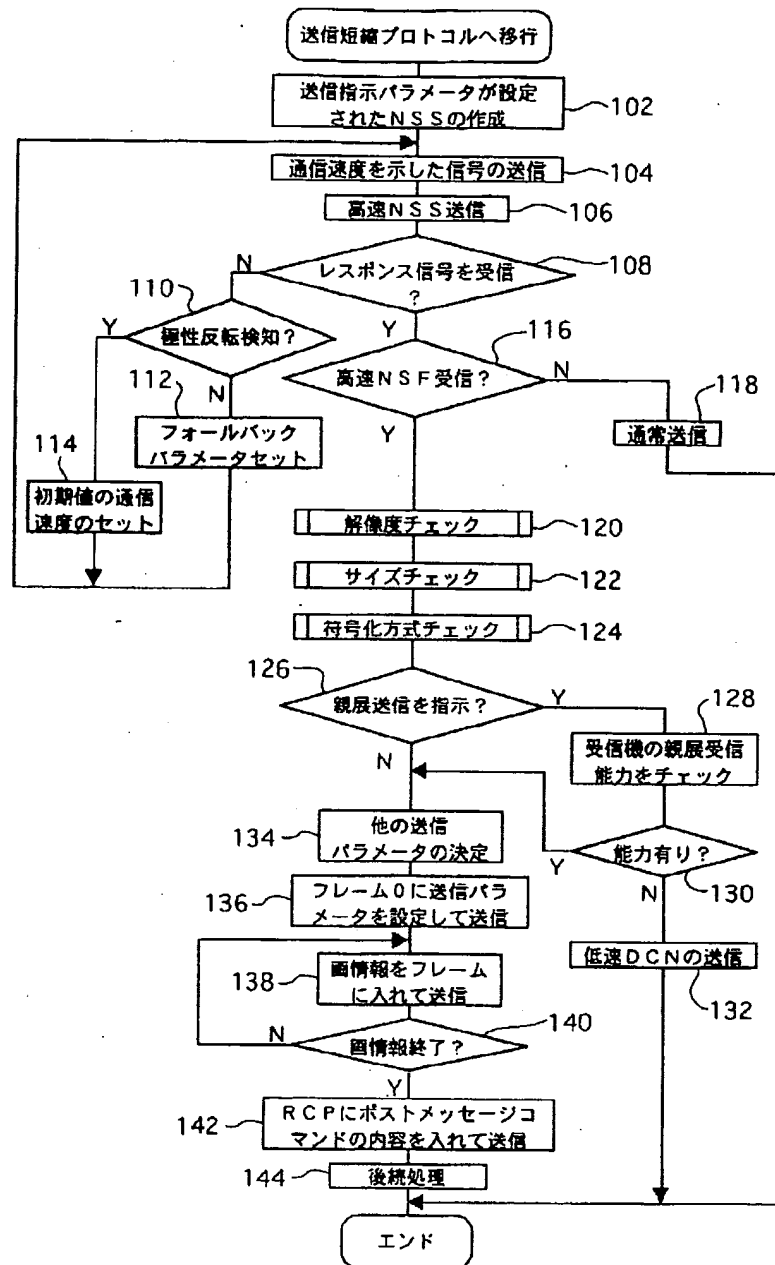 送信短縮プロトコルへ移行
送信指示パラメータが設定
されたＮＳＳの作成
102
通信速度を示した信号の送信
104
高速ＮＳＳ送信
106
レスポンス信号を受信
？
108
N
Y
110
極性反転検知？
Y
N
112
フォールバック
パラメータセット
114
初期値の通信
速度のセット
116
高速ＮＳＦ受信？
N
Y
118
通常送信
解像度チェック
120
サイズチェック
122
符号化方式チェック
124
126
親展送信を指示？
Y
N
128
受信機の親展受信
能力をチェック
能力有り？
130
Y
N
低速ＤＣＮの送信
132
134
他の送信
パラメータの決定
136
フレーム０に送信パラ
メータを設定して送信
138
画情報をフレーム
に入れて送信
140
画情報終了？
N
Y
142
ＲＣＰにポストメッセージコ
マンドの内容を入れて送信
144
後続処理
エンド